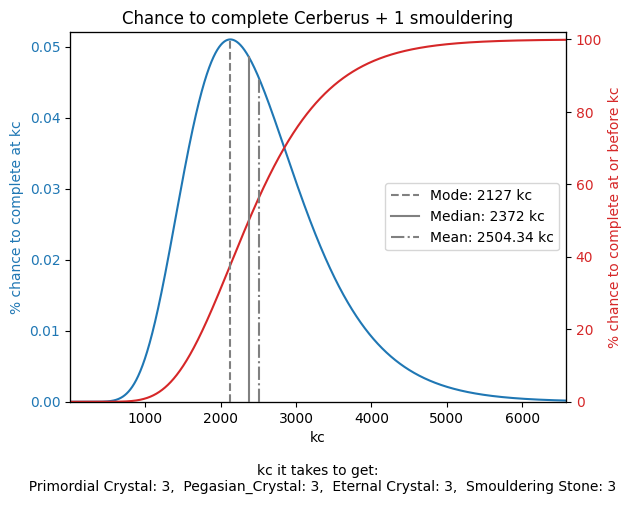 Chance to complete Cerberus + 1 smouldering
% chance to complete at kc
0.05
0.04
0.03
0.02
0.01
0.00
Mode: 2127 kc
Median: 2372 kc
Mean: 2504.34 kc
100
80
60
40
20
0
% chance to complete at or before kc
1000 2000 3000 4000 5000 6000
kc
kc it takes to get:
Primordial Crystal: 3,  Pegasian_Crystal: 3,  Eternal Crystal: 3,  Smouldering Stone: 3